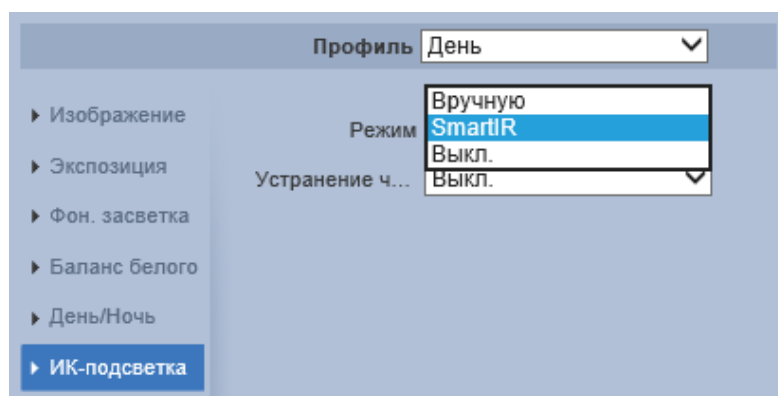 Профиль День
Изображение
Экспозиция
Фон. засветка
Баланс белого
День/Ночь
ИК-подсветка
Режим
Вручную
SmartIR
Выкл.
Устранение ч... Выкл.